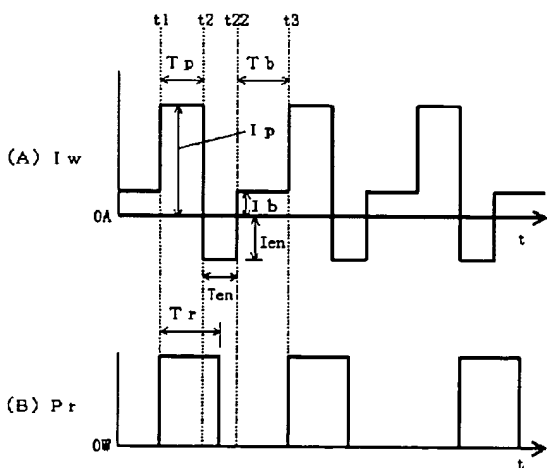 t1 t2 t22 t3
Tp Tb
Ip
(A) Iw
Ib
0A
Ien
t
Ten
Tr
(B) Pr
0W
t